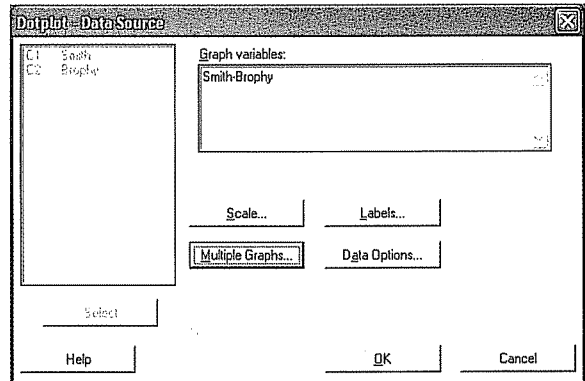 Dotplot - Data Source
C1 Smith
C2 Brophy
Graph variables:
Smith-Brophy
Scale...
Labels...
Multiple Graphs...
Data Options...
Select
Help
OK
Cancel